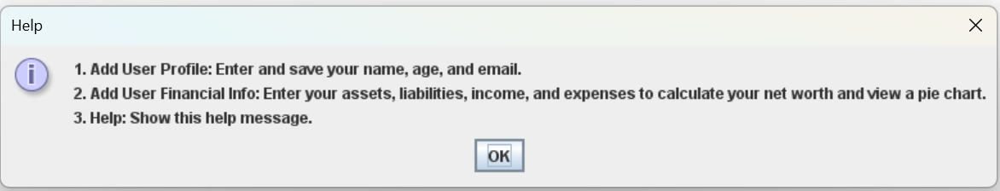 Help
1. Add User Profile: Enter and save your name, age, and email.
2. Add User Financial Info: Enter your assets, liabilities, income, and expenses to calculate your net worth and view a pie chart.
3. Help: Show this help message.
OK